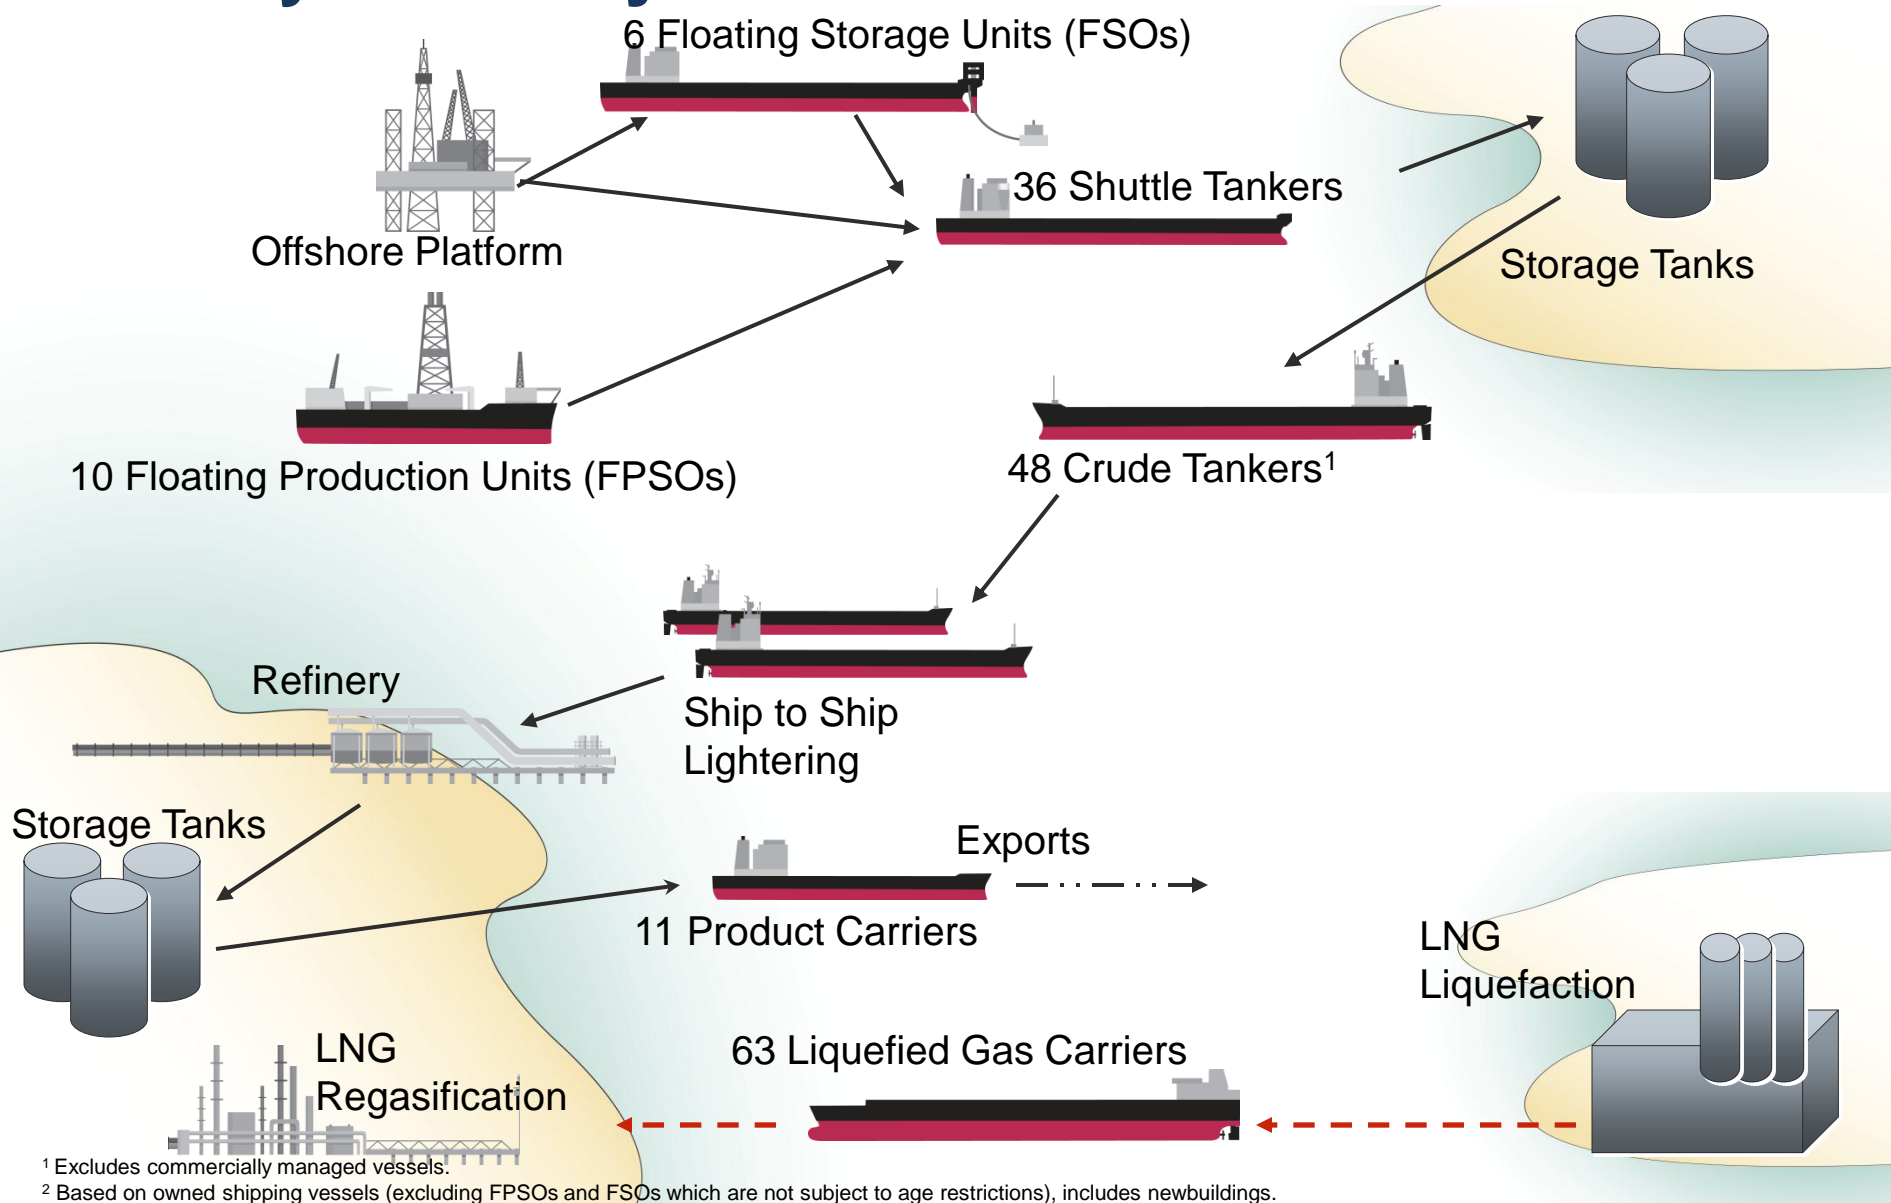 6 Floating Storage Units (FSOs)
36 Shuttle Tankers
Offshore Platform
Storage Tanks
10 Floating Production Units (FPSOs)
48 Crude Tankers¹
Refinery
Ship to Ship
Lightering
Storage Tanks
Exports
11 Product Carriers
LNG
Liquefaction
LNG
Regasification
63 Liquefied Gas Carriers
¹ Excludes commercially managed vessels.
² Based on owned shipping vessels (excluding FPSOs and FSOs which are not subject to age restrictions), includes newbuildings.